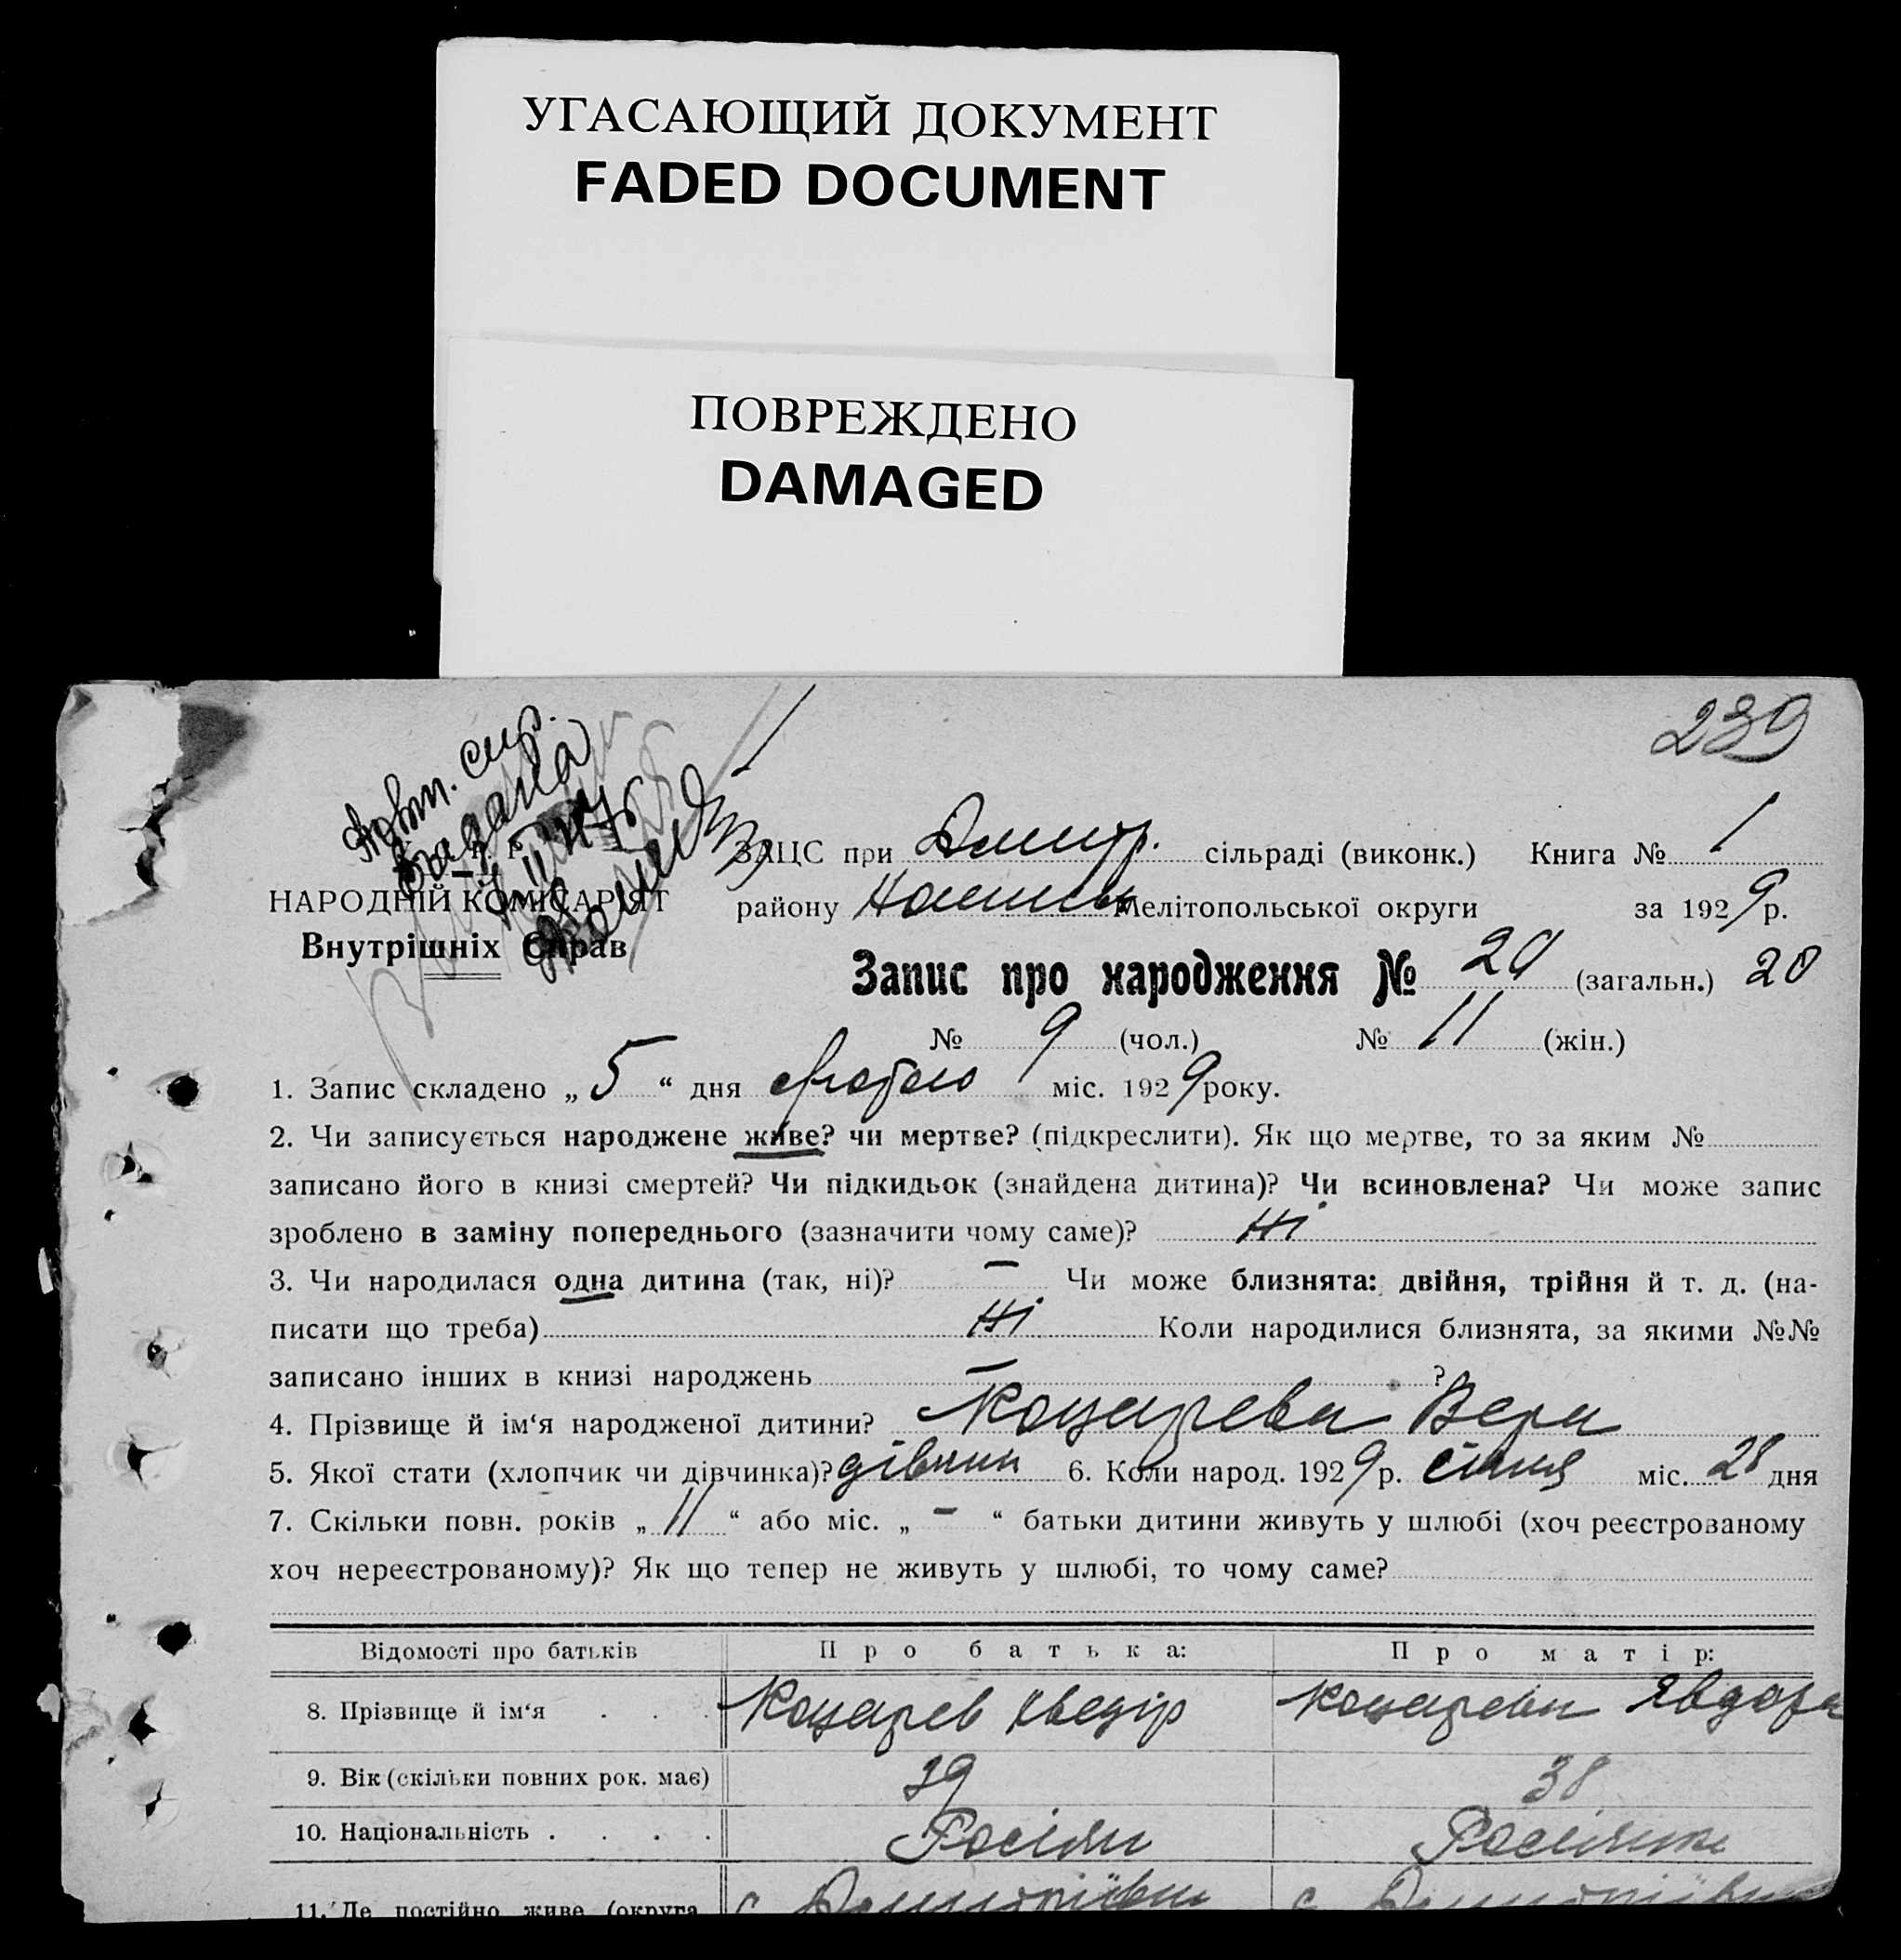 УГАСАЮЩИЙ ДОКУМЕНТ
FADED DOCUMENT
ПОВРЕЖДЕНО
DAMAGED
239
Повт. свід.
видано
НАРОДНІЙ КОМІСАРІЯТ
Внутрішніх Справ
ЗАЦС при Дмитр. сільраді (виконк.) Книга № 1
району Мелітопольської округи за 1929 р.
Запис про народження № 20 (загальн.) 20
№ 9 (чол.) № 11 (жін.)
1. Запис складено „ 5 “ дня лютого міс. 1929 року.
2. Чи записується народжене живе? чи мертве? (підкреслити). Як що мертве, то за яким №
записано його в книзі смертей? Чи підкидьок (знайдена дитина)? Чи всиновлена? Чи може запис
зроблено в заміну попереднього (зазначити чому саме)? Ні
3. Чи народилася одна дитина (так, ні)? — Чи може близнята: двійня, трійня й т. д. (на-
писати що треба) Ні Коли народилися близнята, за якими №№
записано інших в книзі народжень — ?
4. Прізвище й ім‘я народженої дитини? Коцарева Вера
5. Якої стати (хлопчик чи дівчинка)? дівчин 6. Коли народ. 1929 р. січня міс. 28 дня
7. Скільки повн. років „ 11 “ або міс. „ — “ батьки дитини живуть у шлюбі (хоч реєстрованому
хоч нереєстрованому)? Як що тепер не живуть у шлюбі, то чому саме?
Відомості про батьків Про батька: Про матір:
8. Прізвище й ім‘я . . . Коцарев Хведір Коцарева Явдоха
9. Вік (скільки повних рок. має) 39 38
10. Національність . . . . Росіян Росіянка
11. Де постійно живе (округа с Дмитріівка с Дмитріівка